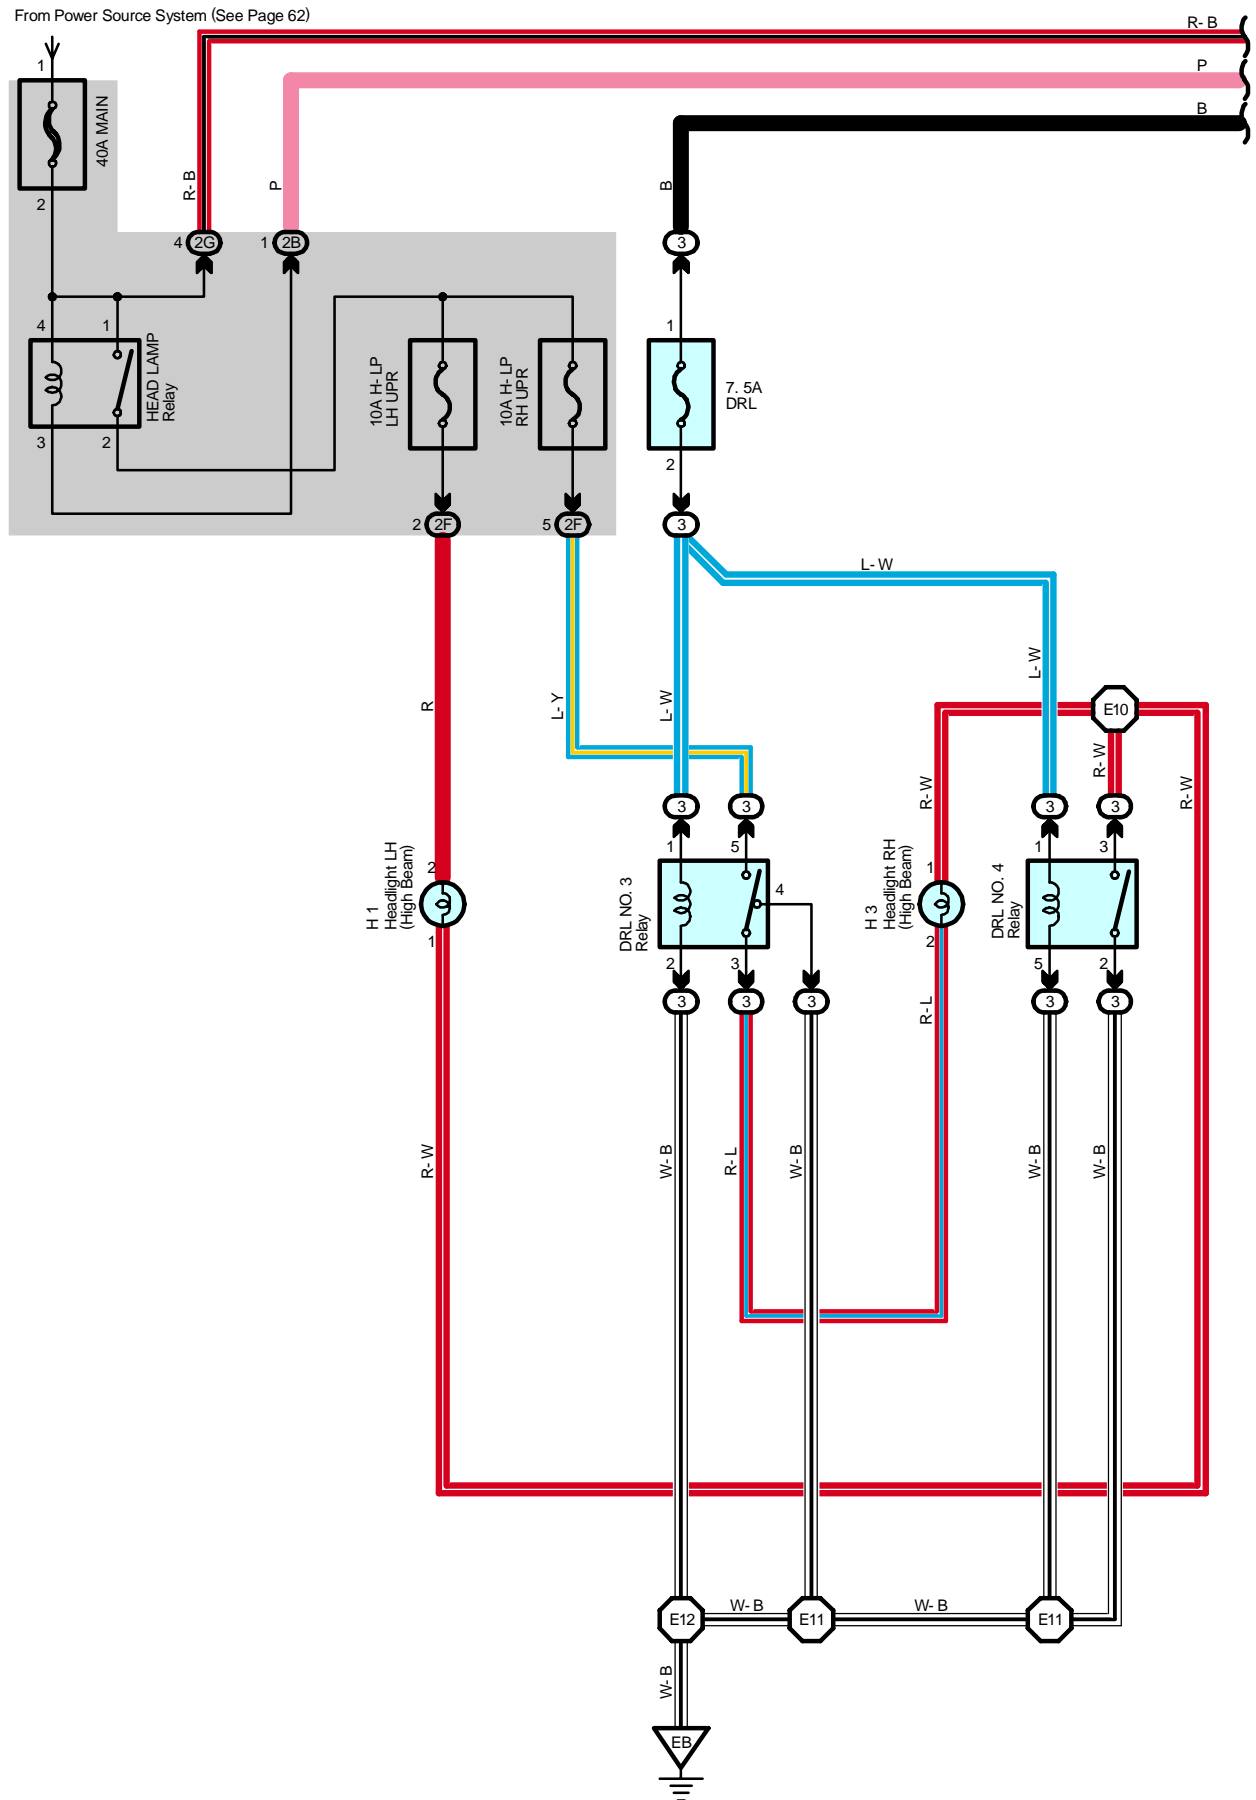 From Power Source System (See Page 62)
R- B
P
B
1
40A MAIN
2
R- B
P
B
4
2G
1
2B
3
4
1
HEAD LAMP
Relay
3
2
10A H- LP
LH UPR
10A H- LP
RH UPR
1
7. 5A
DRL
2
2
2F
5
2F
3
L- W
R
L- Y
L- W
L- W
E10
R- W
R- W
R- W
3
3
3
3
2
H 1
Headlight LH
(High Beam)
1
1
5
4
DRL NO. 3
Relay
2
3
1
H 3
Headlight RH
(High Beam)
2
1
3
DRL NO. 4
Relay
5
2
3
3
3
3
3
R- L
R- W
W- B
R- L
W- B
W- B
W- B
E12
W- B
E11
W- B
E11
W- B
EB